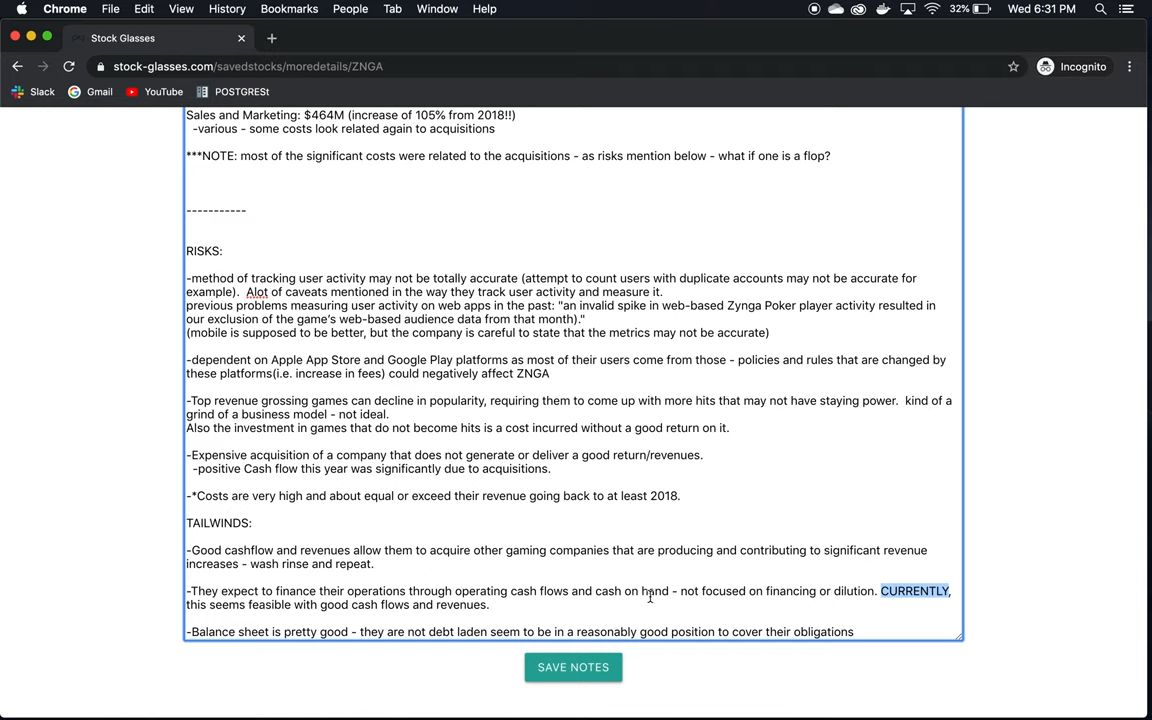 Chrome File Edit View History Bookmarks People Tab Window Help 32% Wed 6:31 PM
Stock Glasses
stock-glasses.com/savedstocks/moredetails/ZNGA Incognito
Slack Gmail YouTube POSTGRESt
Sales and Marketing: $464M (increase of 105% from 2018!!)
-various - some costs look related again to acquisitions
***NOTE: most of the significant costs were related to the acquisitions - as risks mention below - what if one is a flop?
-----------
RISKS:
-method of tracking user activity may not be totally accurate (attempt to count users with duplicate accounts may not be accurate for
example).  Alot of caveats mentioned in the way they track user activity and measure it.
previous problems measuring user activity on web apps in the past: "an invalid spike in web-based Zynga Poker player activity resulted in
our exclusion of the game's web-based audience data from that month)."
(mobile is supposed to be better, but the company is careful to state that the metrics may not be accurate)
-dependent on Apple App Store and Google Play platforms as most of their users come from those - policies and rules that are changed by
these platforms(i.e. increase in fees) could negatively affect ZNGA
-Top revenue grossing games can decline in popularity, requiring them to come up with more hits that may not have staying power.  kind of a
grind of a business model - not ideal.
Also the investment in games that do not become hits is a cost incurred without a good return on it.
-Expensive acquisition of a company that does not generate or deliver a good return/revenues.
-positive Cash flow this year was significantly due to acquisitions.
-*Costs are very high and about equal or exceed their revenue going back to at least 2018.
TAILWINDS:
-Good cashflow and revenues allow them to acquire other gaming companies that are producing and contributing to significant revenue
increases - wash rinse and repeat.
-They expect to finance their operations through operating cash flows and cash on hand - not focused on financing or dilution. CURRENTLY,
this seems feasible with good cash flows and revenues.
-Balance sheet is pretty good - they are not debt laden seem to be in a reasonably good position to cover their obligations
SAVE NOTES